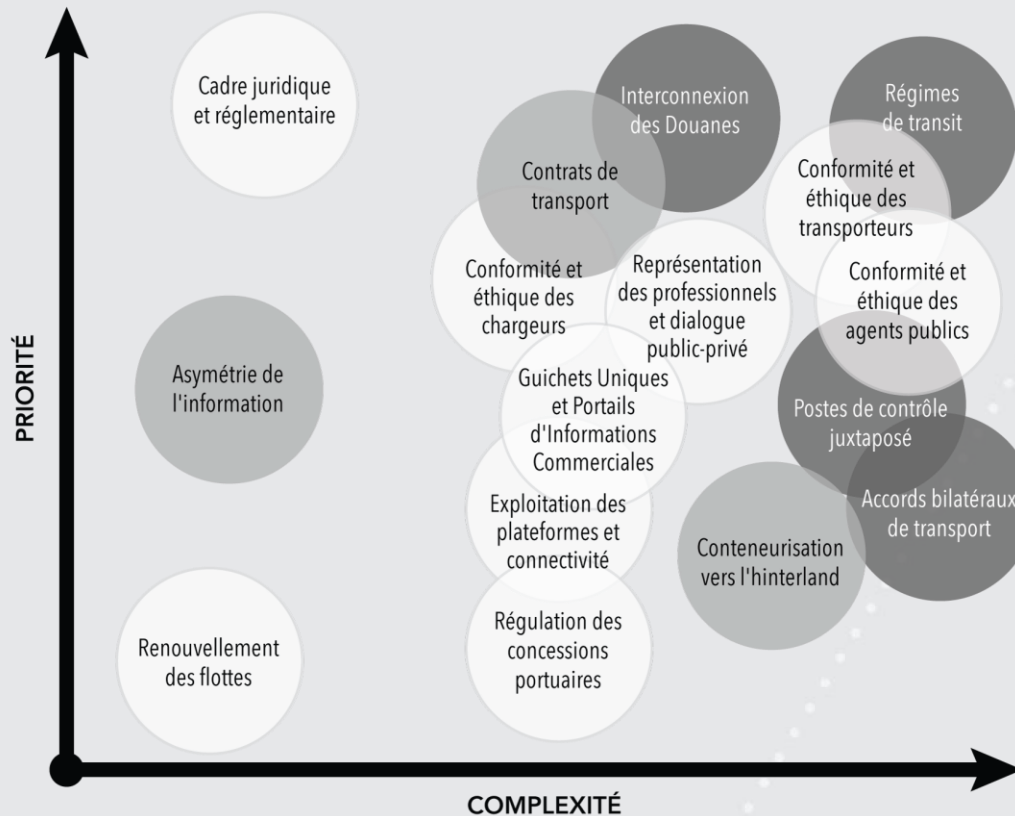 PRIORITÉ
Cadre juridique
et réglementaire
Interconnexion
des Douanes
Régimes
de transit
Contrats de
transport
Conformité et
éthique des
transporteurs
Conformité et
éthique des
chargeurs
Représentation
des professionnels
et dialogue
public-privé
Conformité et
éthique des
agents publics
Asymétrie de
l'information
Guichets Uniques
et Portails
d'Informations
Commerciales
Postes de contrôle
juxtaposé
Exploitation des
plateformes et
connectivité
Accords bilatéraux
de transport
Conteneurisation
vers l'hinterland
Renouvellement
des flottes
Régulation des
concessions
portuaires
COMPLEXITÉ